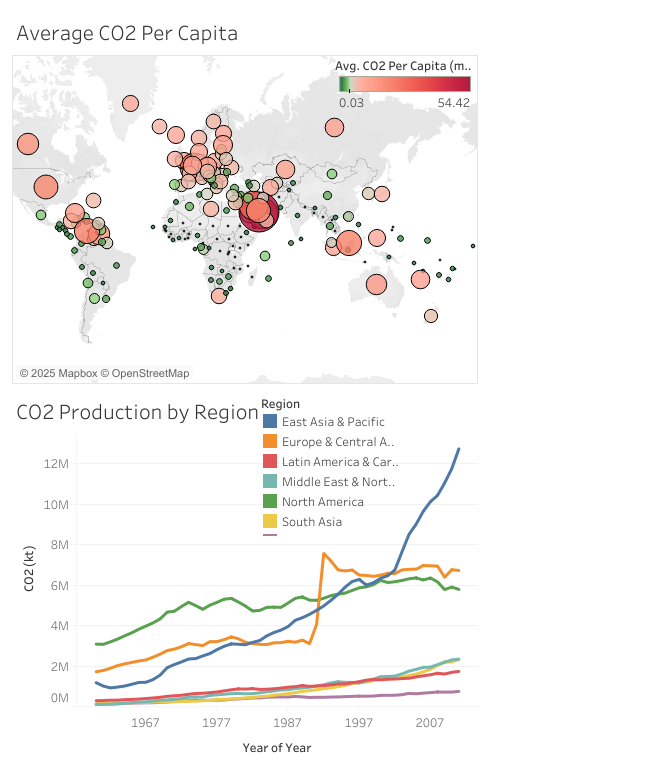 Average CO2 Per Capita
Avg. CO2 Per Capita (m..
0.03 54.42
© 2025 Mapbox © OpenStreetMap
CO2 Production by Region
Region
East Asia & Pacific
Europe & Central A..
Latin America & Car..
Middle East & Nort..
North America
South Asia
12M
10M
8M
6M
4M
2M
0M
CO2 (kt)
1967 1977 1987 1997 2007
Year of Year